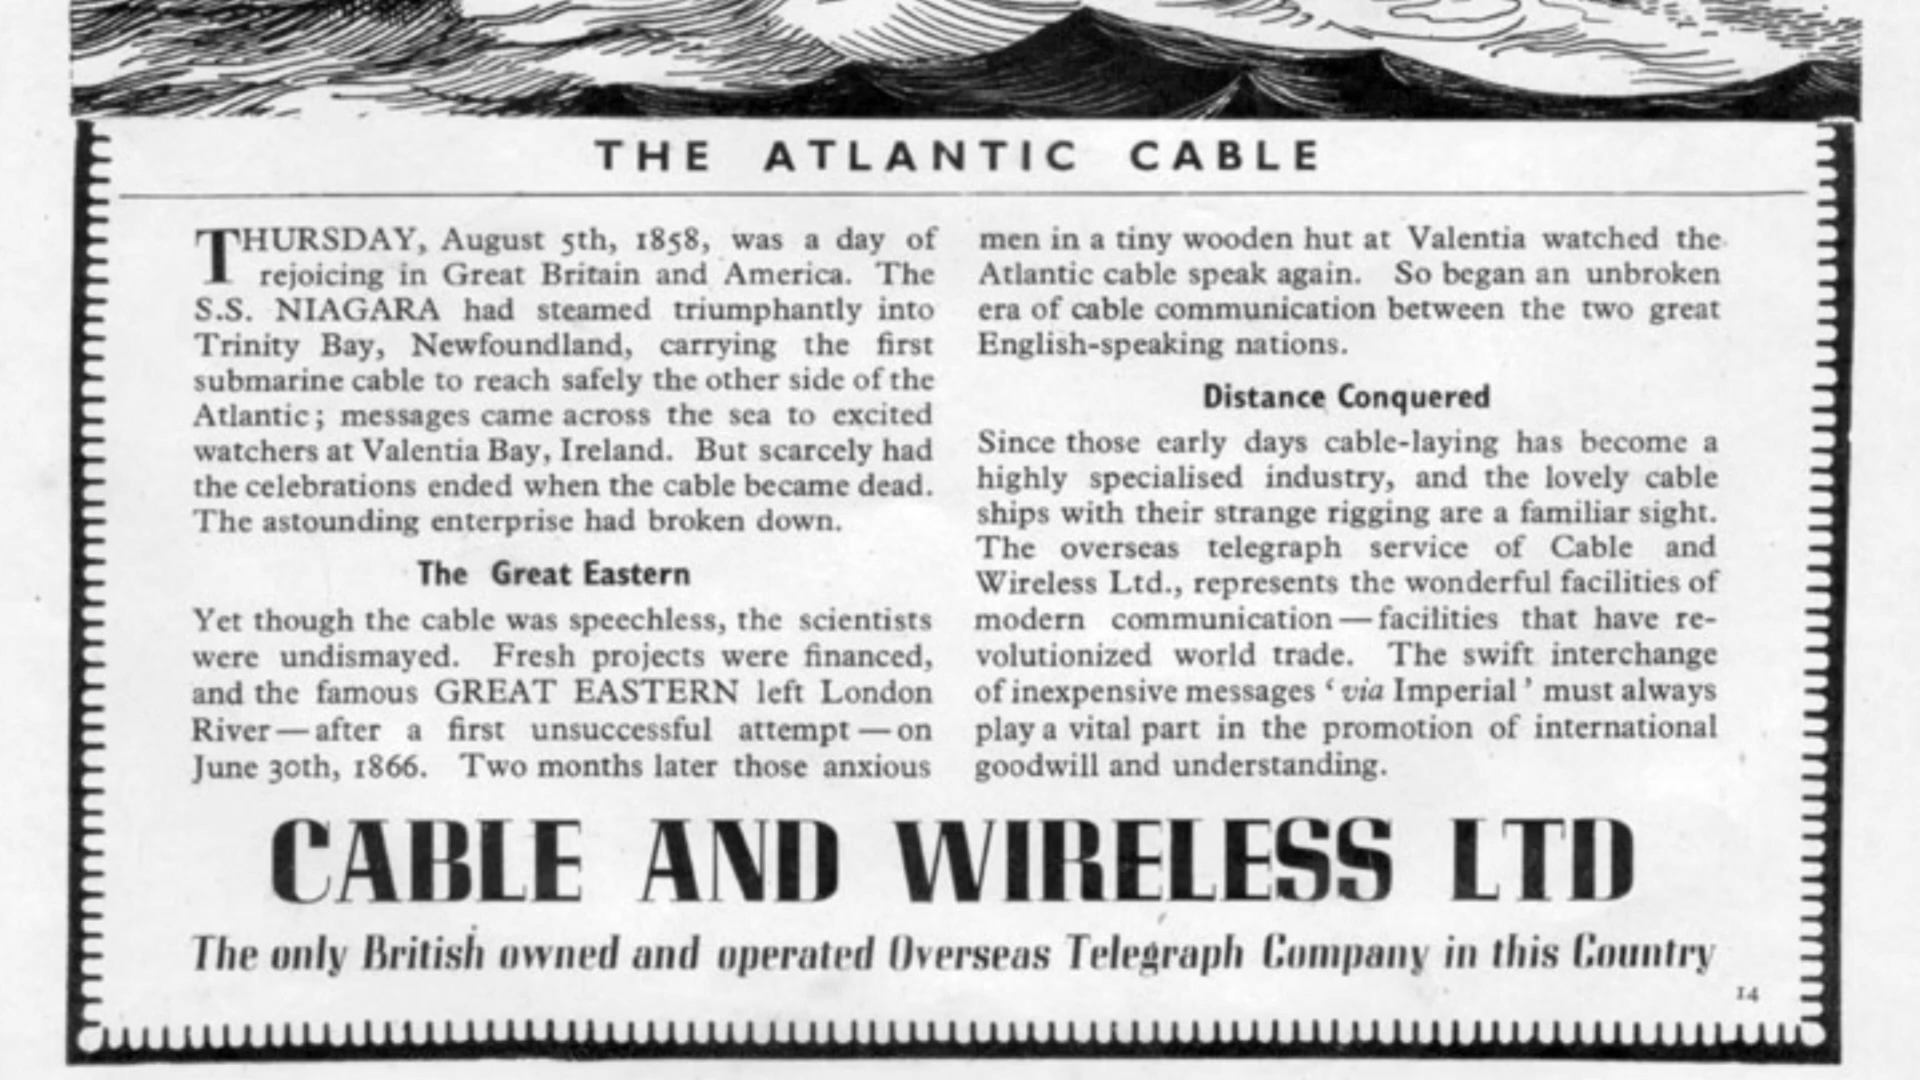 THE ATLANTIC CABLE
THURSDAY, August 5th, 1858, was a day of
rejoicing in Great Britain and America. The
S.S. NIAGARA had steamed triumphantly into
Trinity Bay, Newfoundland, carrying the first
submarine cable to reach safely the other side of the
Atlantic; messages came across the sea to excited
watchers at Valentia Bay, Ireland. But scarcely had
the celebrations ended when the cable became dead.
The astounding enterprise had broken down.
The Great Eastern
Yet though the cable was speechless, the scientists
were undismayed. Fresh projects were financed,
and the famous GREAT EASTERN left London
River—after a first unsuccessful attempt—on
June 30th, 1866. Two months later those anxious
men in a tiny wooden hut at Valentia watched the
Atlantic cable speak again. So began an unbroken
era of cable communication between the two great
English-speaking nations.
Distance Conquered
Since those early days cable-laying has become a
highly specialised industry, and the lovely cable
ships with their strange rigging are a familiar sight.
The overseas telegraph service of Cable and
Wireless Ltd., represents the wonderful facilities of
modern communication—facilities that have re-
volutionized world trade. The swift interchange
of inexpensive messages ‘via Imperial’ must always
play a vital part in the promotion of international
goodwill and understanding.
CABLE AND WIRELESS LTD
The only British owned and operated Overseas Telegraph Company in this Country
14